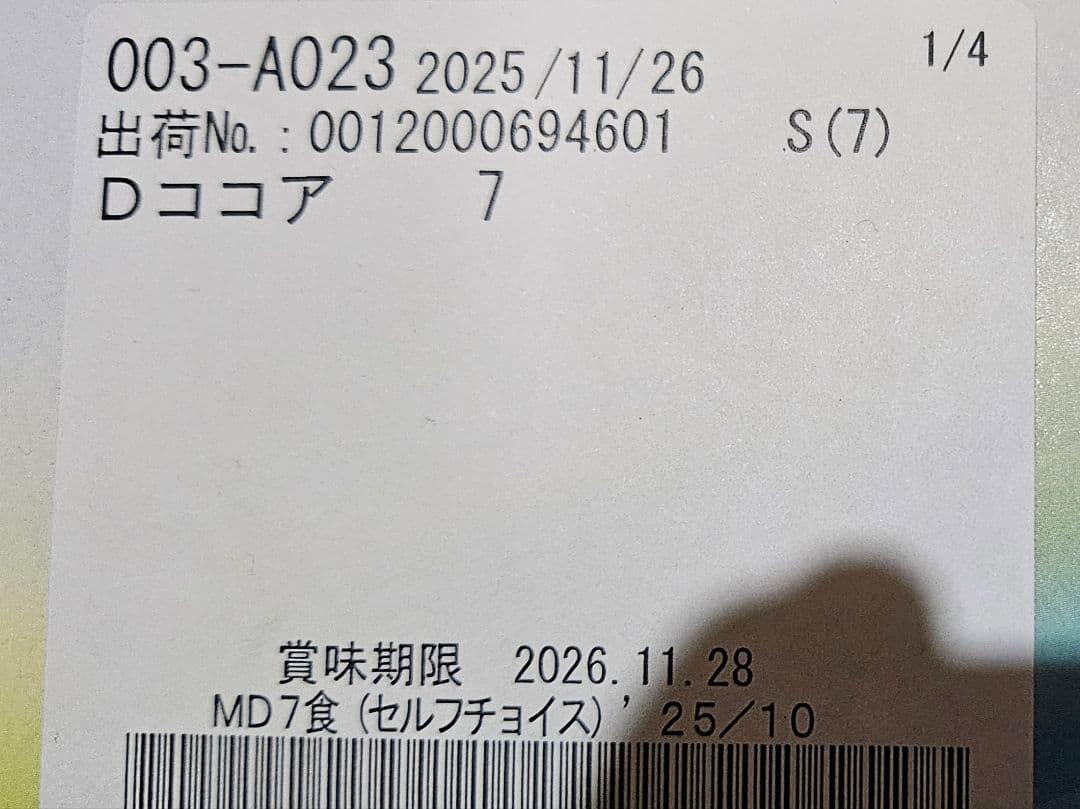 003-A023 2025/11/26 1/4
出荷No. : 0012000694601 S(7)
Dココア 7
賞味期限 2026.11.28
MD7食(セルフチョイス)'25/10